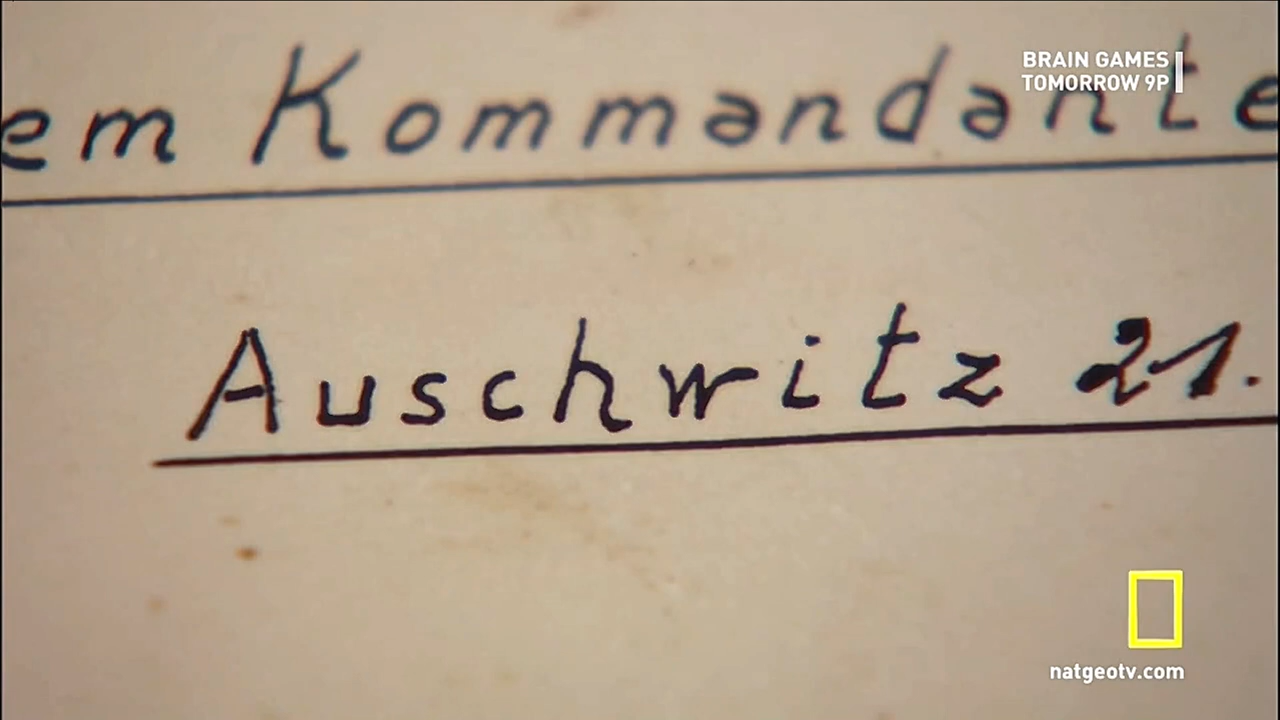 BRAIN GAMES
TOMORROW 9P
em Kommandante
Auschwitz 21.
natgeotv.com